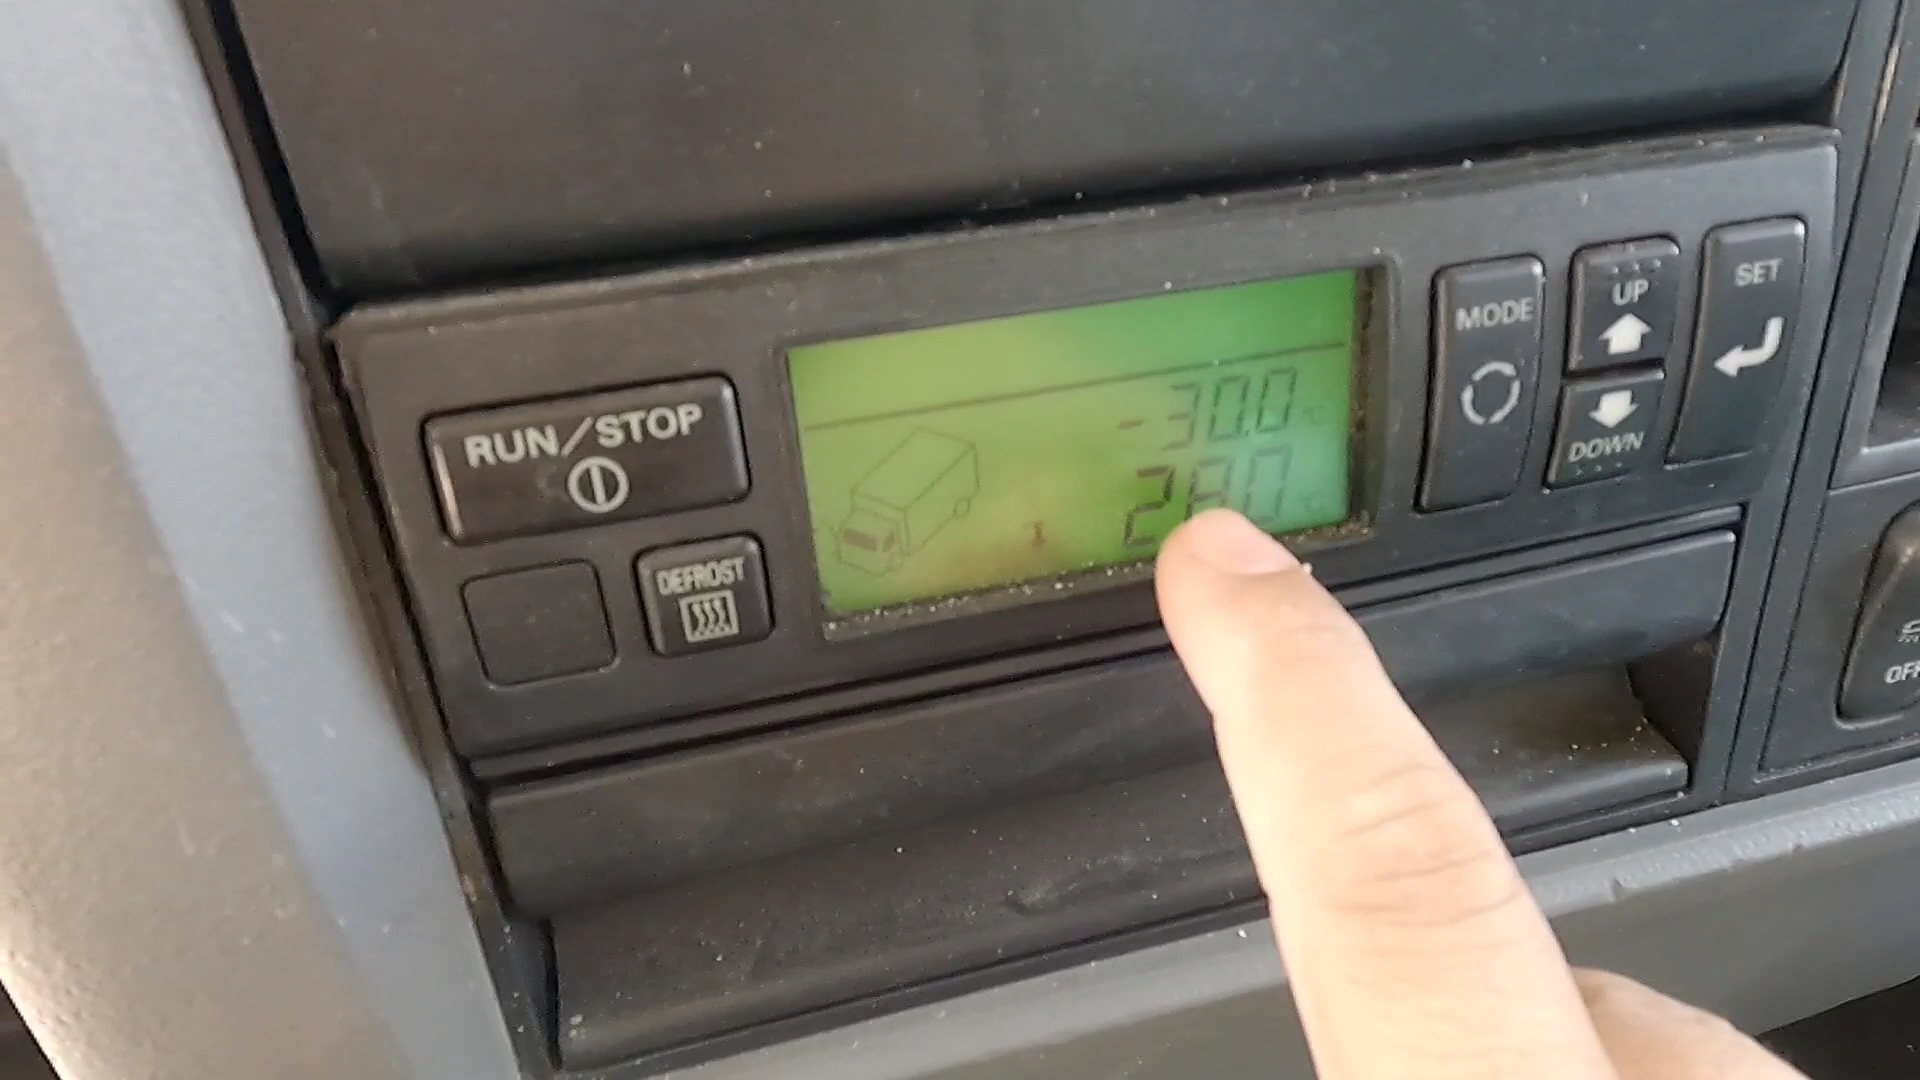 RUN/STOP
DEFROST
-30.0 °C
28.0
MODE
UP
DOWN
SET
OFF